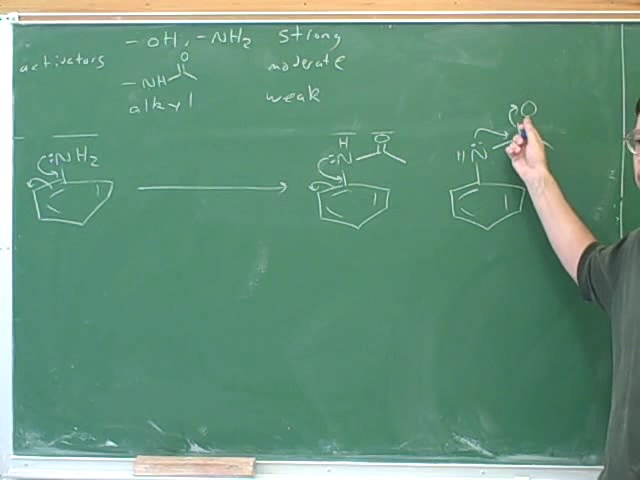 activators
- OH, - NH2 strong
- NH O moderate
alkyl weak
:NH2
H O
:N
O
H N: